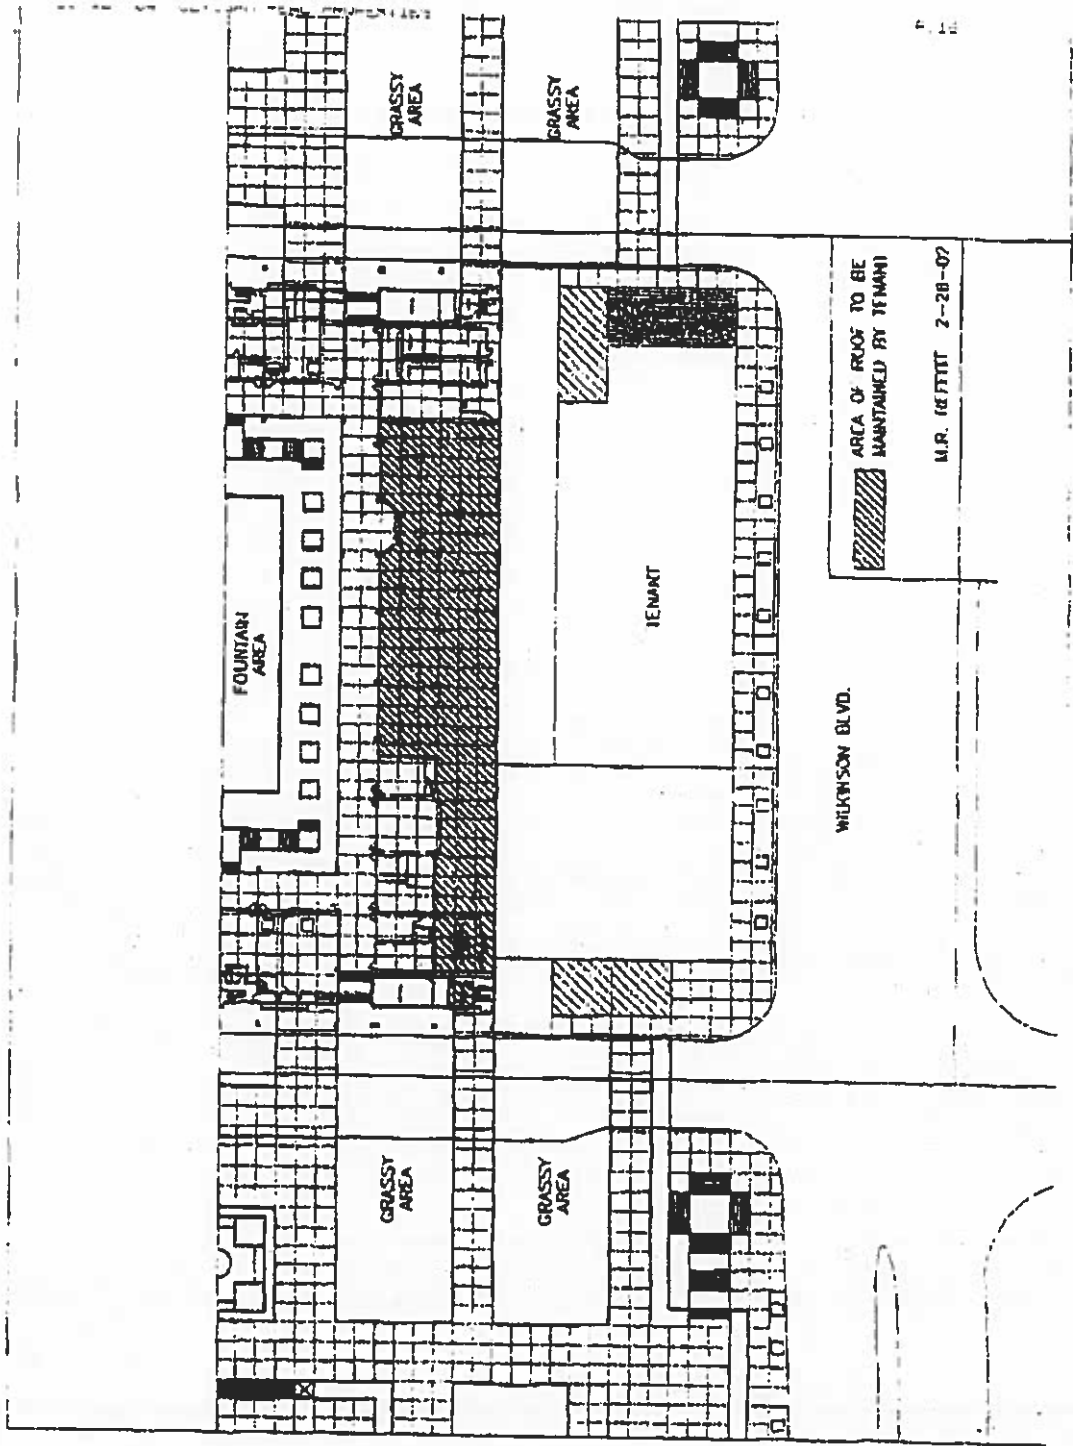 P.18
GRASSY
AREA
GRASSY
AREA
FOUNTAIN
AREA
TENANT
GRASSY
AREA
GRASSY
AREA
WILKINSON BLVD.
AREA OF ROOF TO BE
MAINTAINED BY TENANT
M.R. 2-28-02